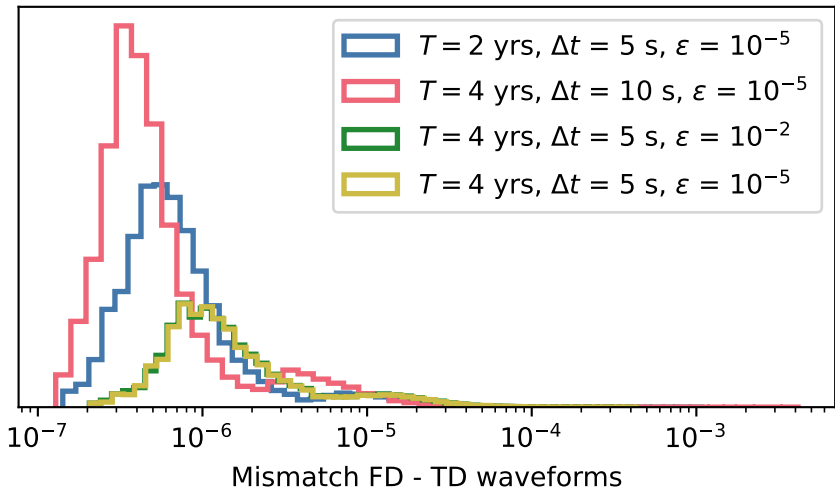 T = 2 yrs, Δt = 5 s, ε = 10⁻⁵
T = 4 yrs, Δt = 10 s, ε = 10⁻⁵
T = 4 yrs, Δt = 5 s, ε = 10⁻²
T = 4 yrs, Δt = 5 s, ε = 10⁻⁵
10⁻⁷ 10⁻⁶ 10⁻⁵ 10⁻⁴ 10⁻³
Mismatch FD - TD waveforms